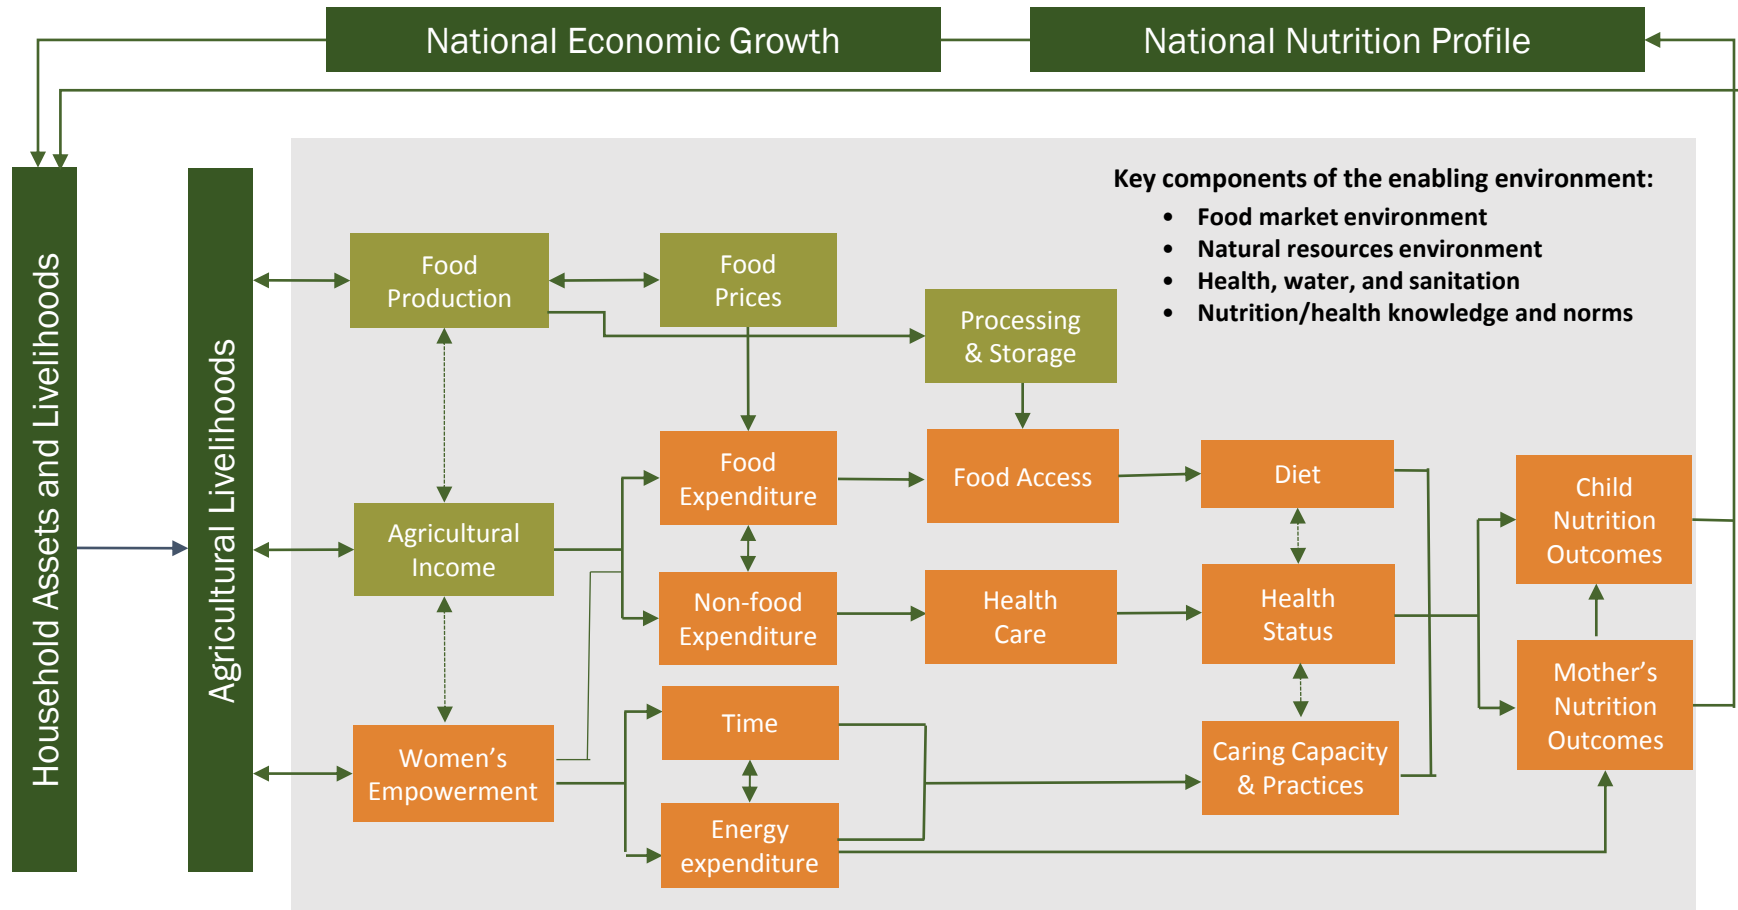 National Economic Growth
National Nutrition Profile
Household Assets and Livelihoods
Agricultural Livelihoods
Key components of the enabling environment:
• Food market environment
• Natural resources environment
• Health, water, and sanitation
• Nutrition/health knowledge and norms
Food
Production
Food
Prices
Processing
& Storage
Food
Expenditure
Food Access
Diet
Child
Nutrition
Outcomes
Agricultural
Income
Non-food
Expenditure
Health
Care
Health
Status
Mother’s
Nutrition
Outcomes
Women’s
Empowerment
Time
Caring Capacity
& Practices
Energy
expenditure